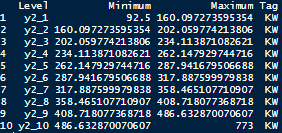 Level Minimum Maximum Tag
1 y2_1 92.5 160.097273595354 KW
2 y2_2 160.097273595354 202.059774213806 KW
3 y2_3 202.059774213806 234.113871082621 KW
4 y2_4 234.113871082621 262.147929744716 KW
5 y2_5 262.147929744716 287.941679506688 KW
6 y2_6 287.941679506688 317.887599979838 KW
7 y2_7 317.887599979838 358.465107710907 KW
8 y2_8 358.465107710907 408.718077368718 KW
9 y2_9 408.718077368718 486.632870070607 KW
10 y2_10 486.632870070607 773 KW